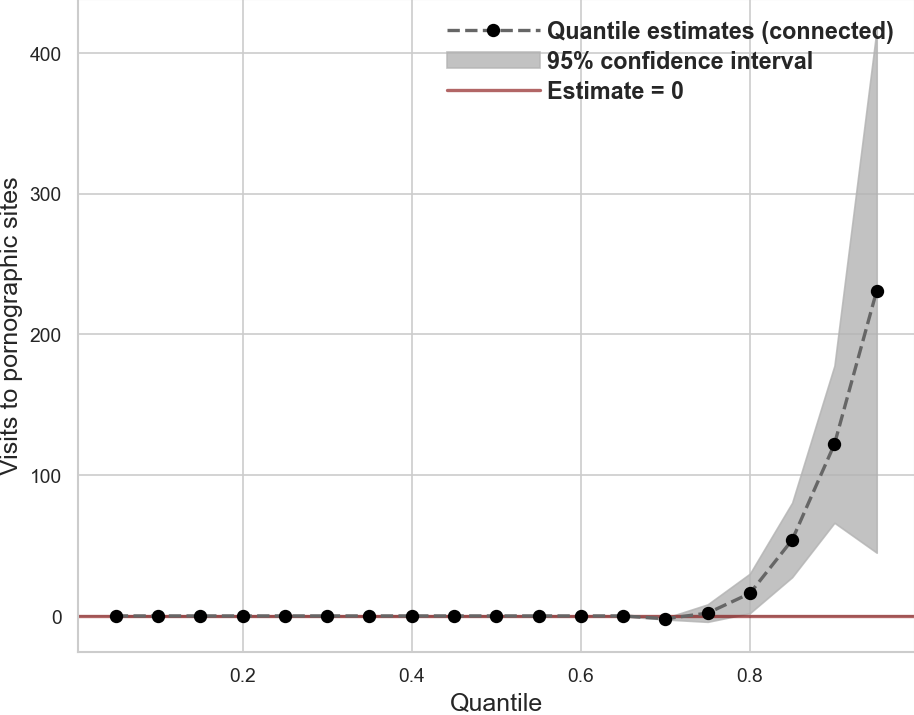 Quantile estimates (connected)
95% confidence interval
Estimate = 0
400
300
200
100
0
Visits to pornographic sites
0.2 0.4 0.6 0.8
Quantile